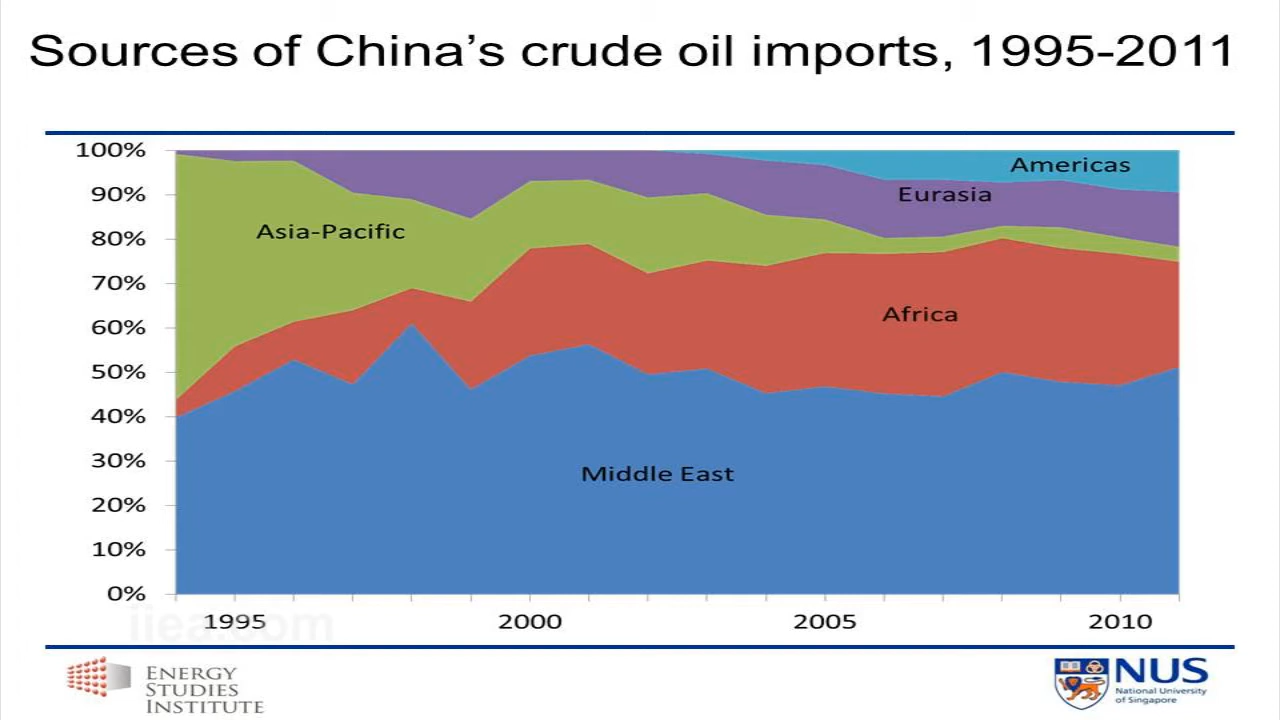 Sources of China's crude oil imports, 1995-2011
100%
90%
80%
70%
60%
50%
40%
30%
20%
10%
0%
Americas
Eurasia
Asia-Pacific
Africa
Middle East
1995
2000
2005
2010
iiea.com
ENERGY
STUDIES
INSTITUTE
NUS
National University
of Singapore